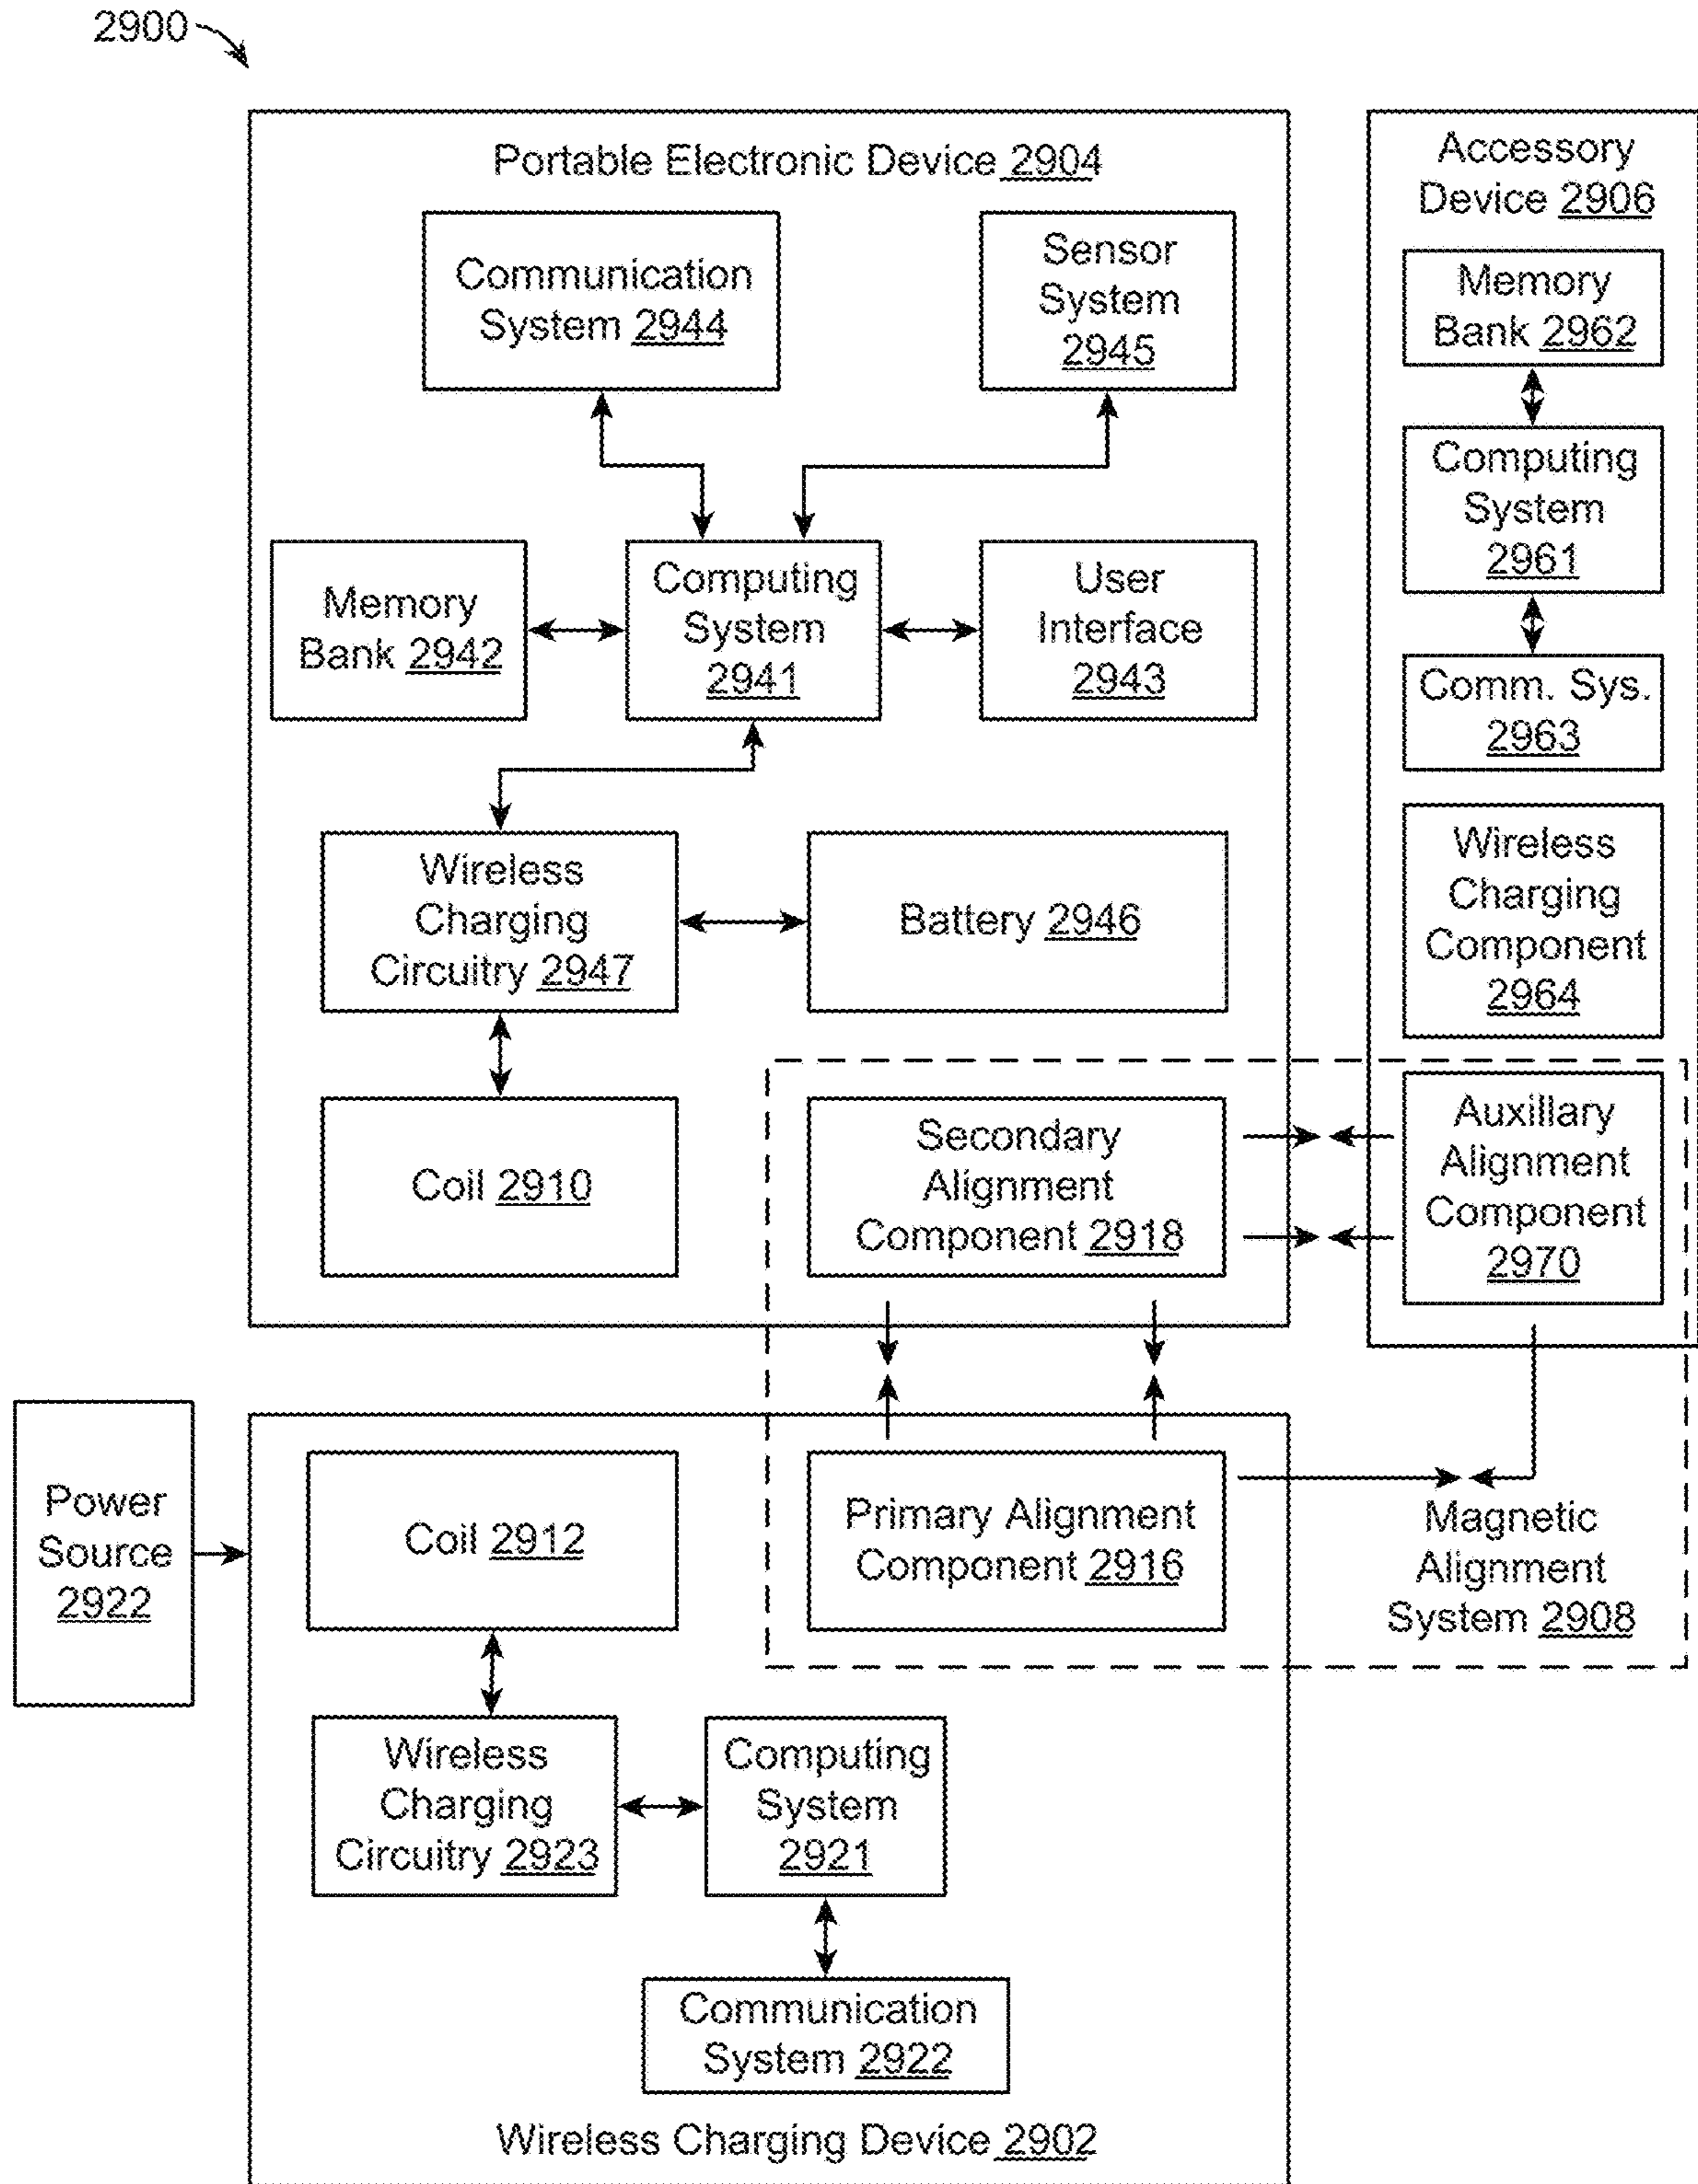 2900
Portable Electronic Device 2904
Communication
System 2944
Sensor
System
2945
Memory
Bank 2942
Computing
System
2941
User
Interface
2943
Wireless
Charging
Circuitry 2947
Battery 2946
Coil 2910
Secondary
Alignment
Component 2918
Accessory
Device 2906
Memory
Bank 2962
Computing
System
2961
Comm. Sys.
2963
Wireless
Charging
Component
2964
Auxillary
Alignment
Component
2970
Power
Source
2922
Coil 2912
Primary Alignment
Component 2916
Magnetic
Alignment
System 2908
Wireless
Charging
Circuitry 2923
Computing
System
2921
Communication
System 2922
Wireless Charging Device 2902